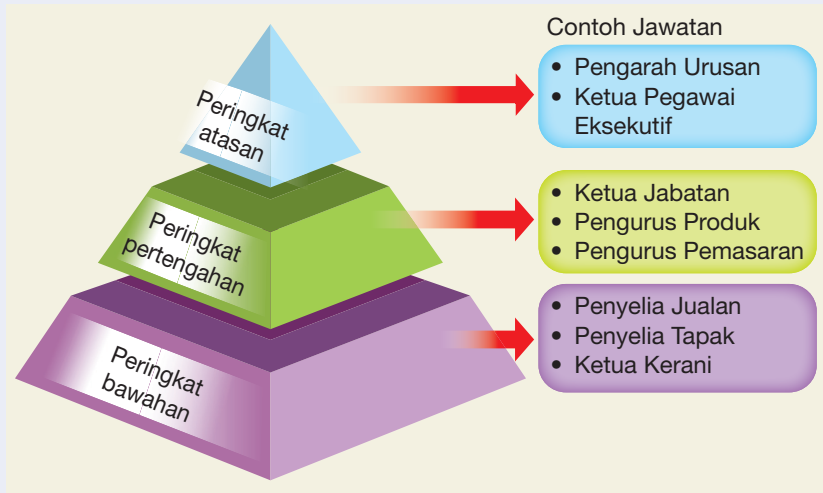 Contoh Jawatan
Peringkat
atasan
• Pengarah Urusan
• Ketua Pegawai
Eksekutif
Peringkat
pertengahan
• Ketua Jabatan
• Pengurus Produk
• Pengurus Pemasaran
Peringkat
bawahan
• Penyelia Jualan
• Penyelia Tapak
• Ketua Kerani